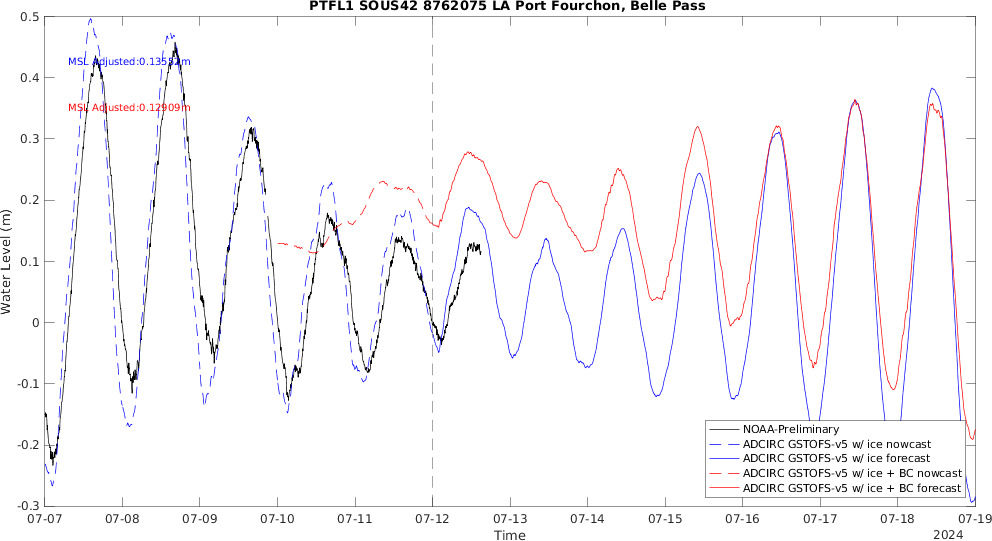 PTFL1 SOUS42 8762075 LA Port Fourchon, Belle Pass
0.5
MSL Adjusted:0.13552m
0.4
MSL Adjusted:0.12909m
0.3
0.2
0.1
0
-0.1
-0.2
-0.3
Water Level (m)
NOAA-Preliminary
ADCIRC GSTOFS-v5 w/ ice nowcast
ADCIRC GSTOFS-v5 w/ ice forecast
ADCIRC GSTOFS-v5 w/ ice + BC nowcast
ADCIRC GSTOFS-v5 w/ ice + BC forecast
07-07 07-08 07-09 07-10 07-11 07-12 07-13 07-14 07-15 07-16 07-17 07-18 07-19
Time
2024